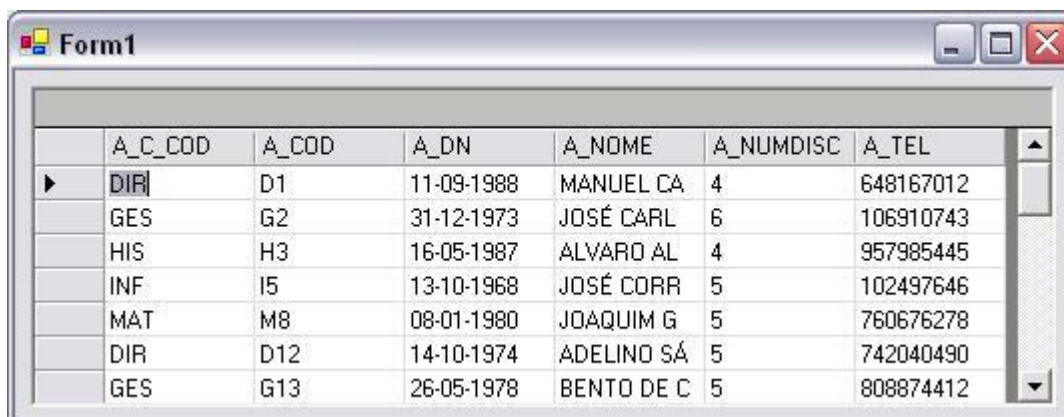 Form1
A_C_COD A_COD A_DN A_NOME A_NUMDISC A_TEL
DIR D1 11-09-1988 MANUEL CA 4 648167012
GES G2 31-12-1973 JOSÉ CARL 6 106910743
HIS H3 16-05-1987 ALVARO AL 4 957985445
INF I5 13-10-1968 JOSÉ CORR 5 102497646
MAT M8 08-01-1980 JOAQUIM G 5 760676278
DIR D12 14-10-1974 ADELINO SÁ 5 742040490
GES G13 26-05-1978 BENTO DE C 5 808874412